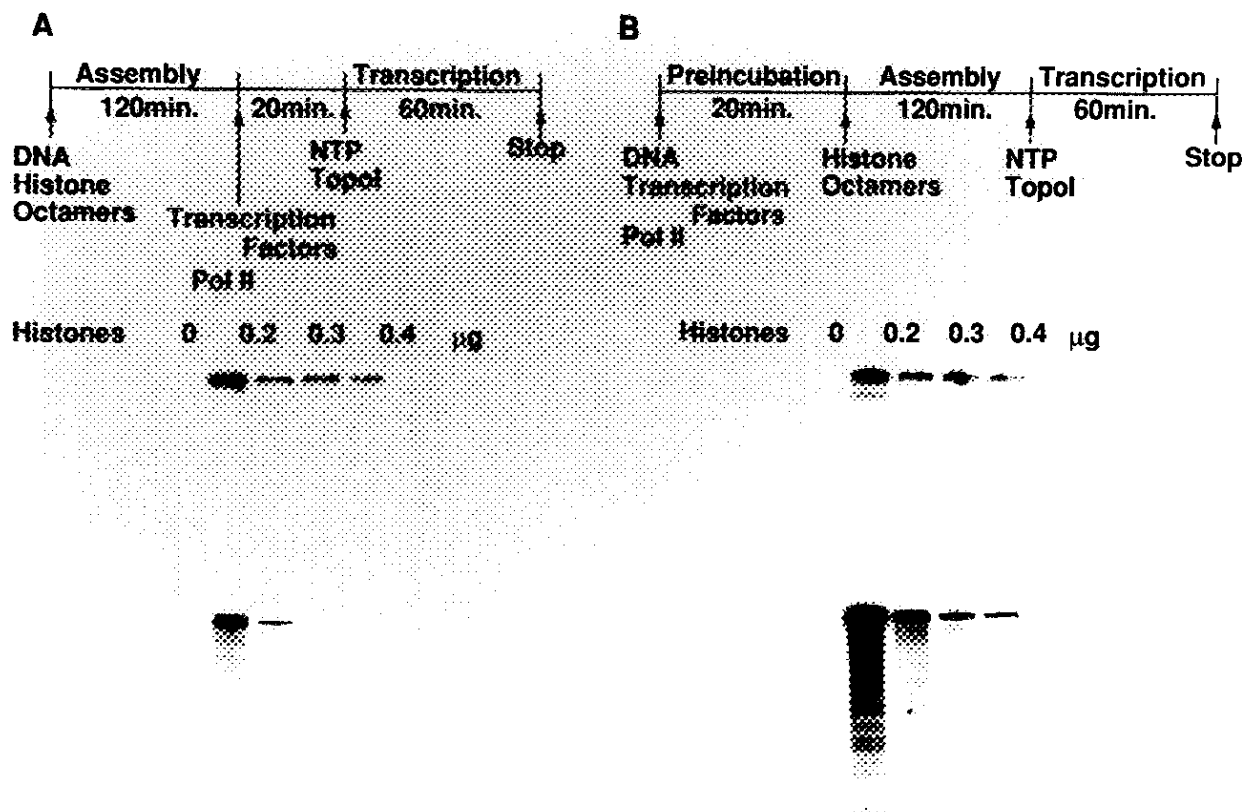 A
Assembly
Transcription
120min.
20min.
60min.
DNA
Histone
Octamers
NTP
TopoI
Stop
Transcription
Factors
Pol II
Histones 0 0.2 0.3 0.4 μg
B
Preincubation
Assembly
Transcription
20min.
120min.
60min.
DNA
Transcription
Factors
Pol II
Histone
Octamers
NTP
TopoI
Stop
Histones 0 0.2 0.3 0.4 μg